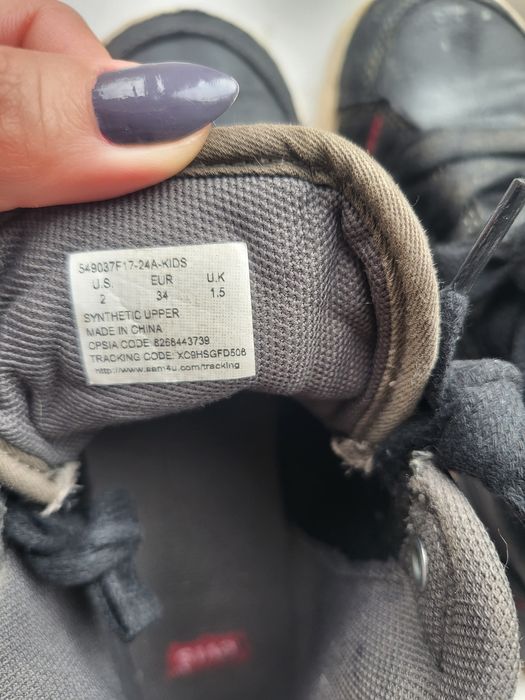 549037F17-24A-KIDS
U.S. EUR U.K
2 34 1.5
SYNTHETIC UPPER
MADE IN CHINA
CPSIA CODE: 8268443739
TRACKING CODE: XC9HSGFD508
http://www.eam4u.com/tracking